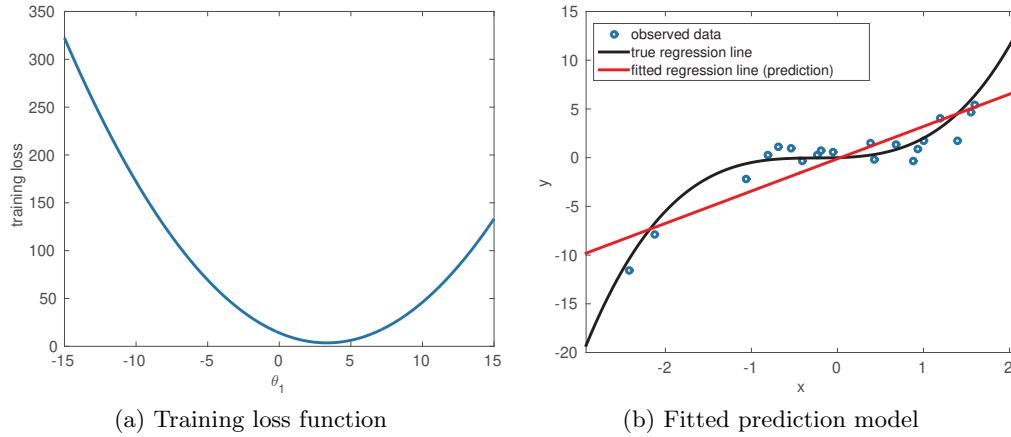 350
300
250
200
150
100
50
0
training loss
-15 -10 -5 0 5 10 15
θ1
(a) Training loss function
15
10
5
0
-5
-10
-15
-20
y
observed data
true regression line
fitted regression line (prediction)
-2 -1 0 1 2
x
(b) Fitted prediction model